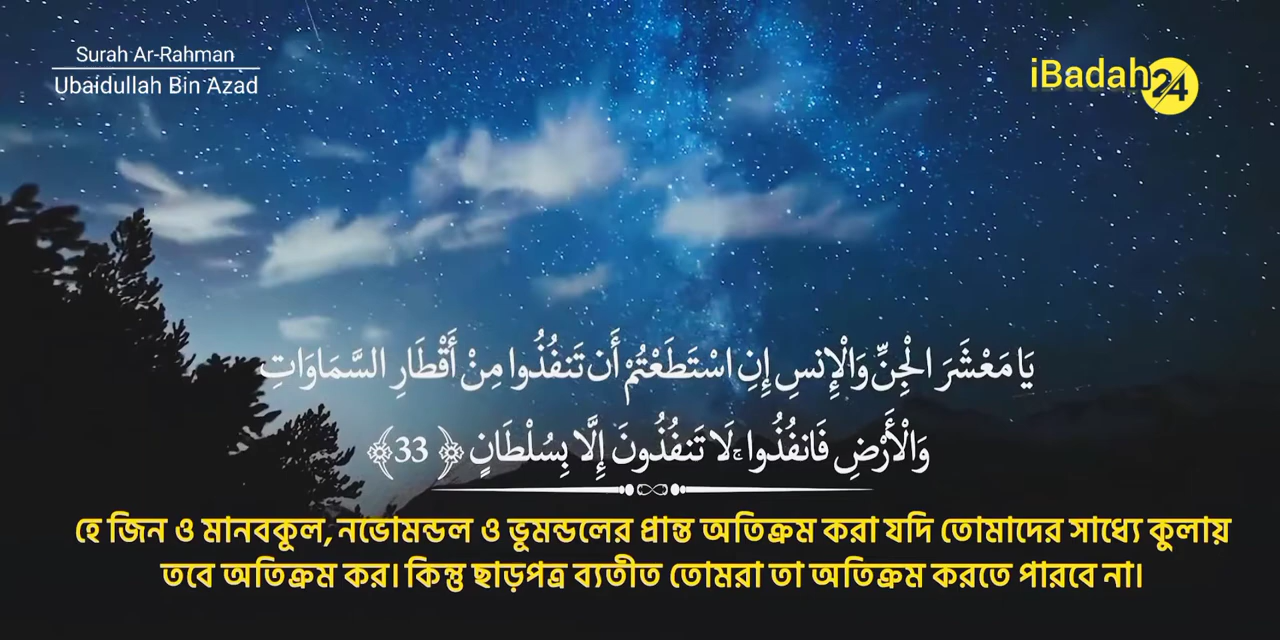 Surah Ar-Rahman
Ubaidullah Bin Azad
iBadah24
يَا مَعْشَرَ الْجِنِّ وَالْإِنسِ إِنِ اسْتَطَعْتُمْ أَن تَنفُذُوا مِنْ أَقْطَارِ السَّمَاوَاتِ
وَالْأَرْضِ فَانفُذُوا ۚ لَا تَنفُذُونَ إِلَّا بِسُلْطَانٍ ﴿33﴾
হে জিন ও মানবকুল, নভোমন্ডল ও ভুমন্ডলের প্রান্ত অতিক্রম করা যদি তোমাদের সাধ্যে কুলায়
তবে অতিক্রম কর। কিন্তু ছাড়পত্র ব্যতীত তোমরা তা অতিক্রম করতে পারবে না।